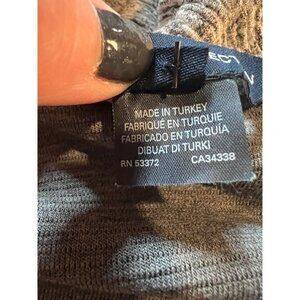 MADE IN TURKEY
FABRIQUÉ EN TURQUIE
FABRICADO EN TURQUÍA
DIBUAT DI TURKI
RN 53372 CA34338